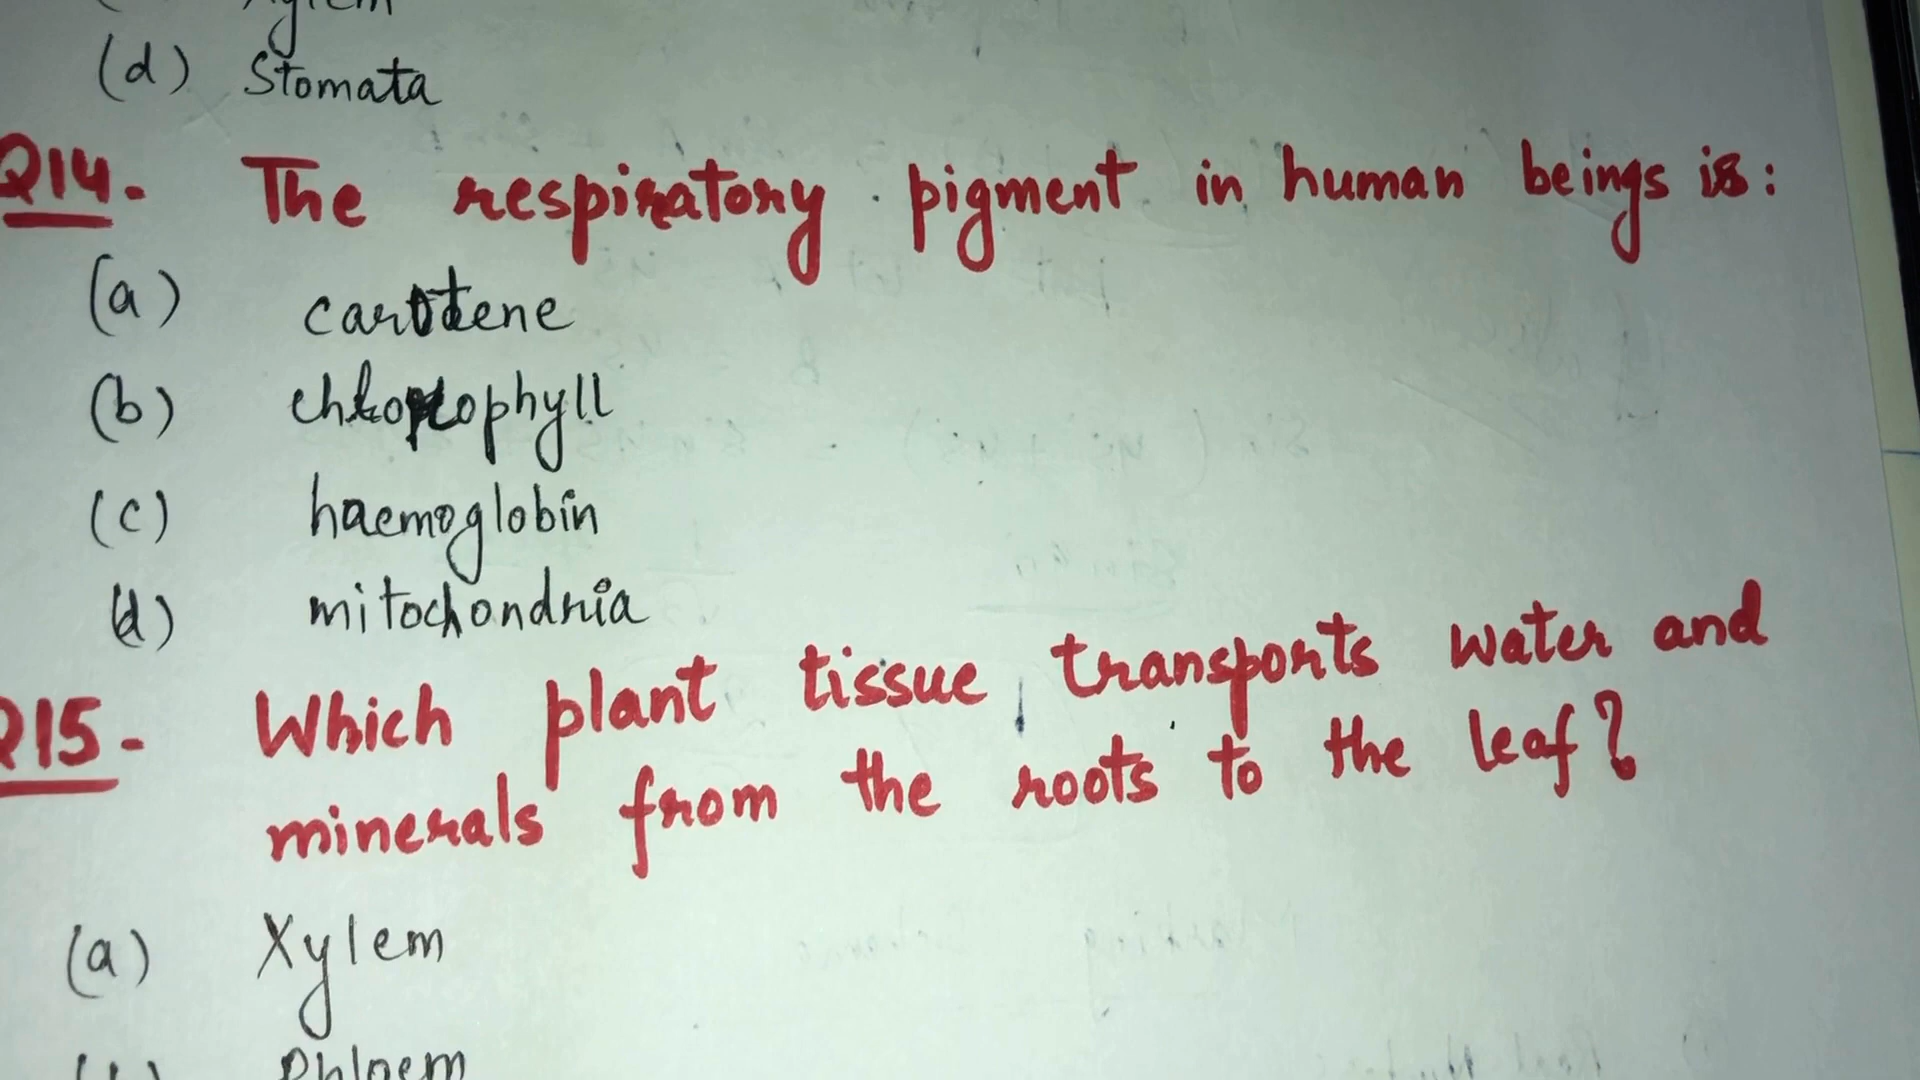 (d) Stomata
Q14. The respiratory pigment in human beings is:
(a) carotene
(b) chlorophyll
(c) haemoglobin
(d) mitochondria
Q15- Which plant tissue transports water and
minerals from the roots to the leaf?
(a) Xylem
Phloem